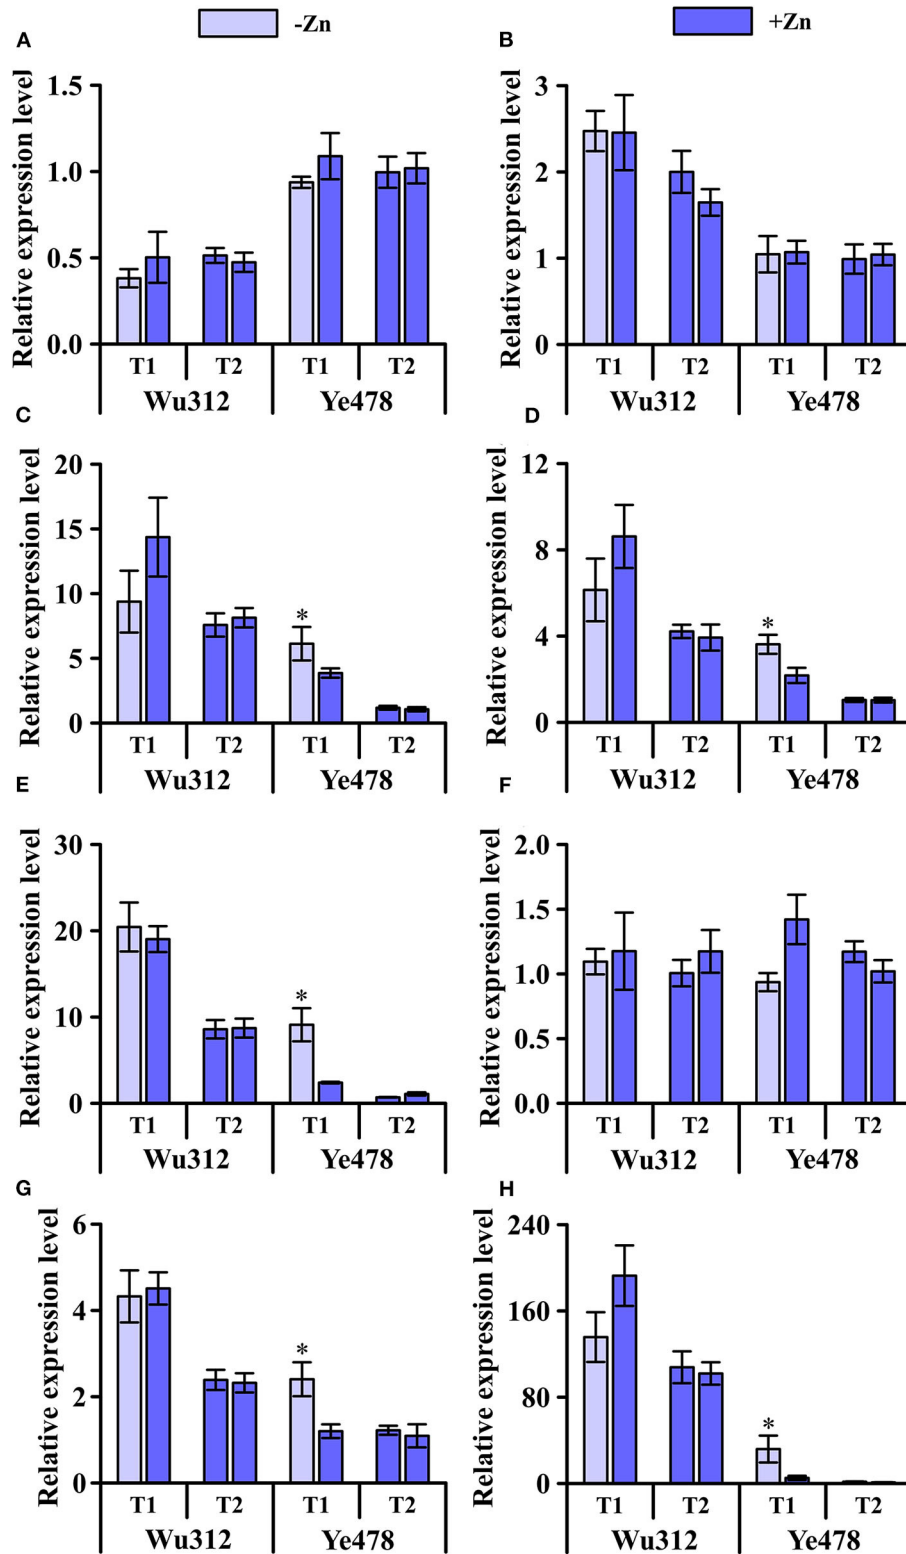 -Zn
+Zn
A
Relative expression level
1.5
1.0
0.5
0.0
T1 T2 T1 T2
Wu312 Ye478
B
Relative expression level
3
2
1
0
T1 T2 T1 T2
Wu312 Ye478
C
Relative expression level
20
15
10
5
0
*
T1 T2 T1 T2
Wu312 Ye478
D
Relative expression level
12
8
4
0
*
T1 T2 T1 T2
Wu312 Ye478
E
Relative expression level
30
20
10
0
*
T1 T2 T1 T2
Wu312 Ye478
F
Relative expression level
2.0
1.5
1.0
0.5
0.0
T1 T2 T1 T2
Wu312 Ye478
G
Relative expression level
6
4
2
0
*
T1 T2 T1 T2
Wu312 Ye478
H
Relative expression level
240
160
80
0
*
T1 T2 T1 T2
Wu312 Ye478